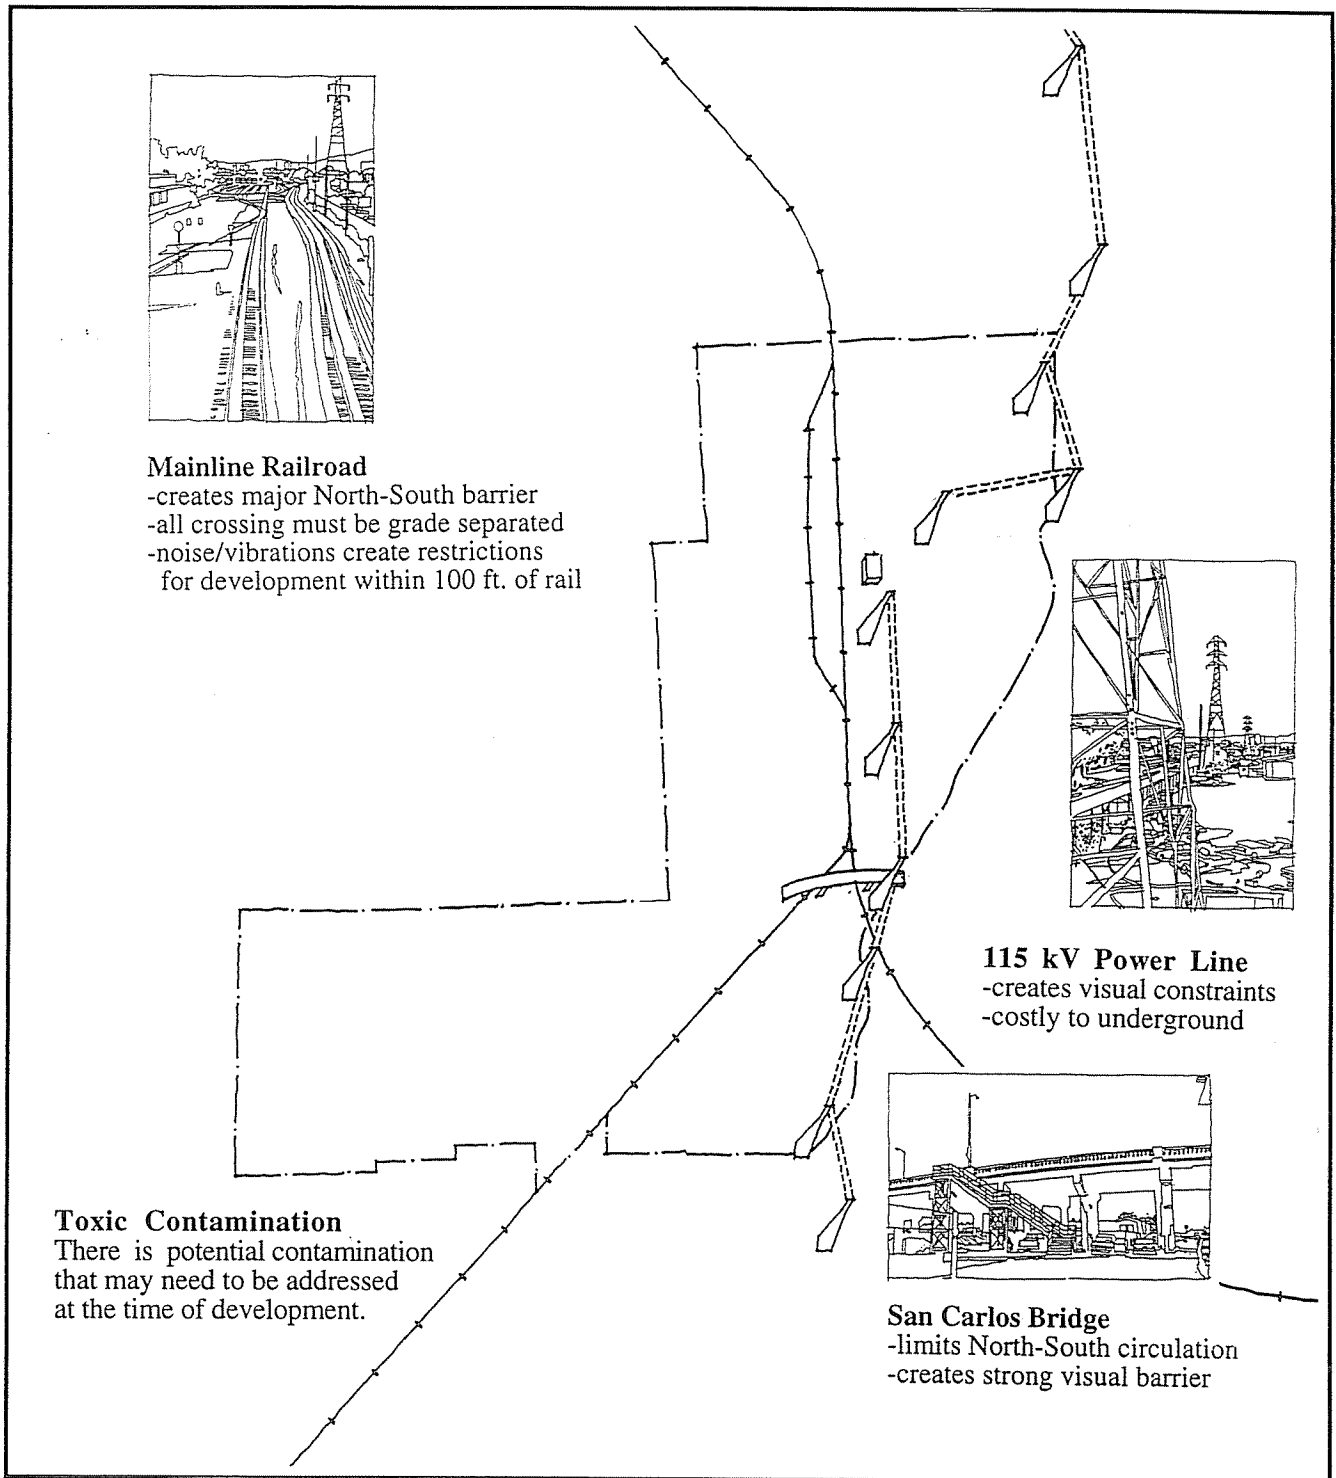 Mainline Railroad
-creates major North-South barrier
-all crossing must be grade separated
-noise/vibrations create restrictions
for development within 100 ft. of rail
115 kV Power Line
-creates visual constraints
-costly to underground
Toxic Contamination
There is potential contamination
that may need to be addressed
at the time of development.
San Carlos Bridge
-limits North-South circulation
-creates strong visual barrier